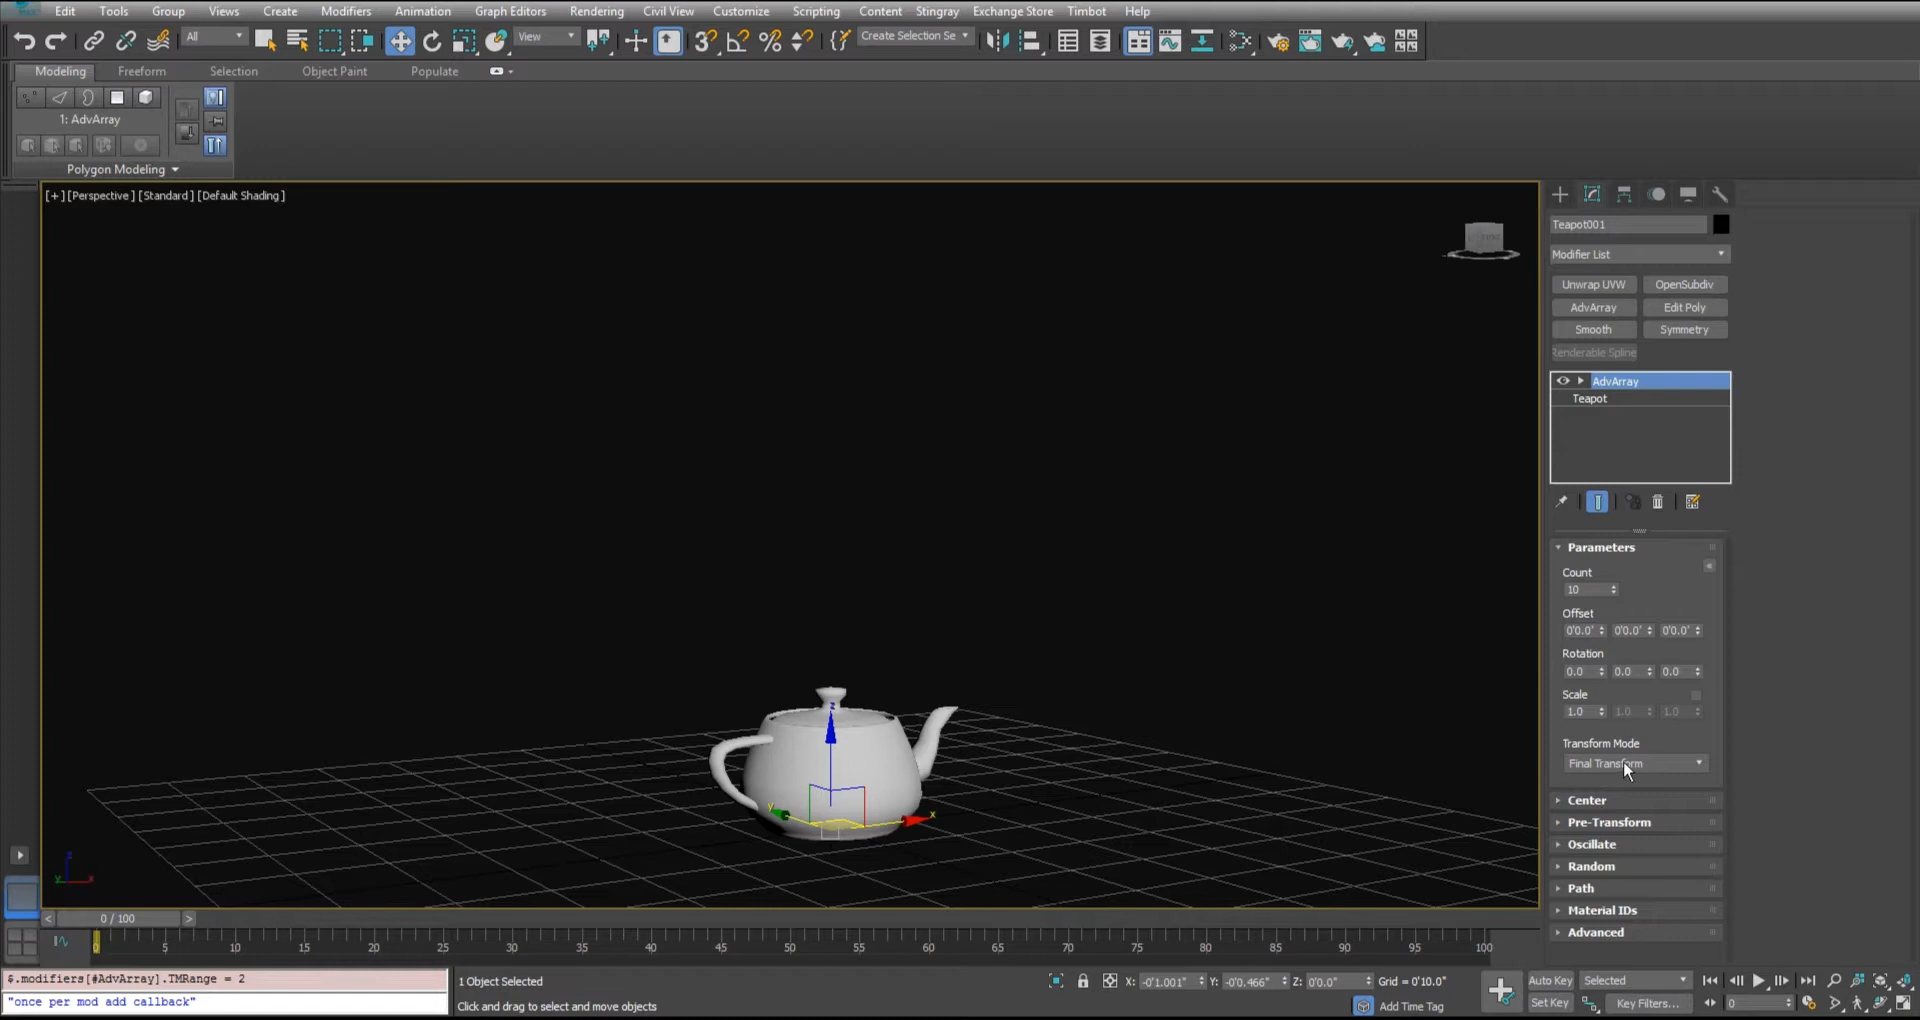 Edit Tools Group Views Create Modifiers Animation Graph Editors Rendering Civil View Customize Scripting Content Stingray Exchange Store Timbot Help
All View Create Selection Se
Modeling Freeform Selection Object Paint Populate
1: AdvArray
Polygon Modeling
[+] [Perspective] [Standard] [Default Shading]
Teapot001
Modifier List
Unwrap UVW OpenSubdiv
AdvArray Edit Poly
Smooth Symmetry
Renderable Spline
AdvArray
Teapot
Parameters
Count
10
Offset
0'0.0" 0'0.0" 0'0.0"
Rotation
0.0 0.0 0.0
Scale
1.0 1.0 1.0
Transform Mode
Final Transform
Center
Pre-Transform
Oscillate
Random
Path
Material IDs
Advanced
z
y x
z
y x
< 0 / 100 >
0 5 10 15 20 25 30 35 40 45 50 55 60 65 70 75 80 85 90 95 100
$.modifiers[#AdvArray].TMRange = 2
"once per mod add callback"
1 Object Selected
Click and drag to select and move objects
X: -0'1.001" Y: -0'0.466" Z: 0'0.0" Grid = 0'10.0"
Add Time Tag
Auto Key Selected
Set Key Key Filters... 0